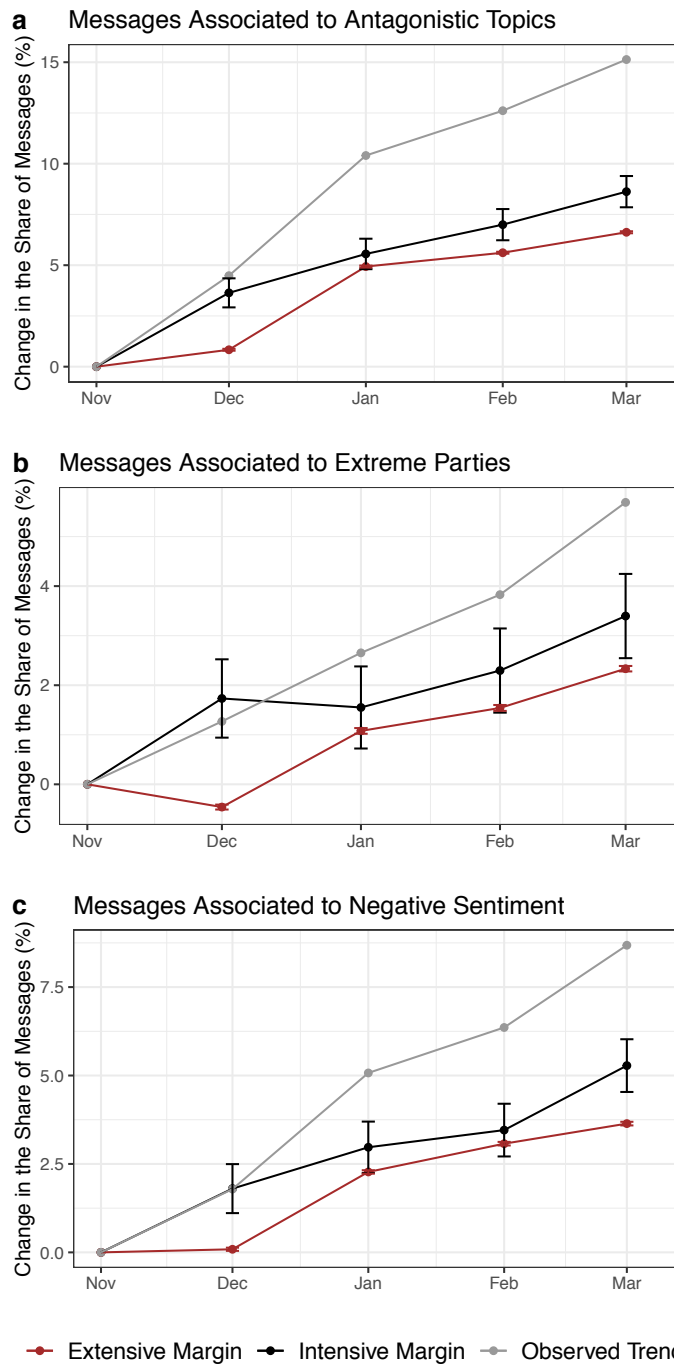 a Messages Associated to Antagonistic Topics
Change in the Share of Messages (%)
15
10
5
0
Nov Dec Jan Feb Mar
b Messages Associated to Extreme Parties
Change in the Share of Messages (%)
4
2
0
Nov Dec Jan Feb Mar
c Messages Associated to Negative Sentiment
Change in the Share of Messages (%)
7.5
5.0
2.5
0.0
Nov Dec Jan Feb Mar
Extensive Margin Intensive Margin Observed Trend